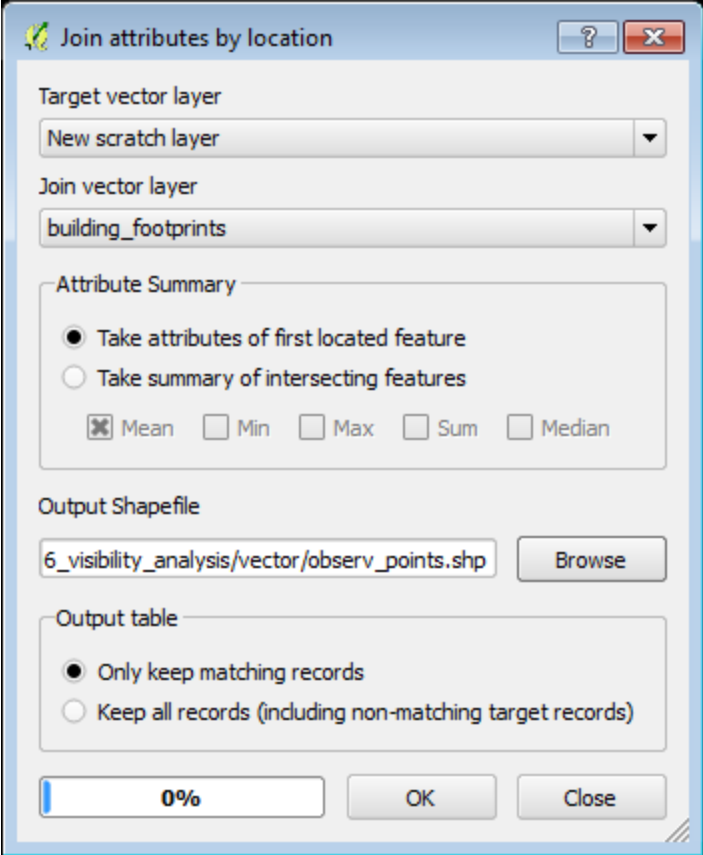 Join attributes by location
?
Target vector layer
New scratch layer
Join vector layer
building_footprints
Attribute Summary
Take attributes of first located feature
Take summary of intersecting features
Mean Min Max Sum Median
Output Shapefile
6_visibility_analysis/vector/observ_points.shp Browse
Output table
Only keep matching records
Keep all records (including non-matching target records)
0% OK Close